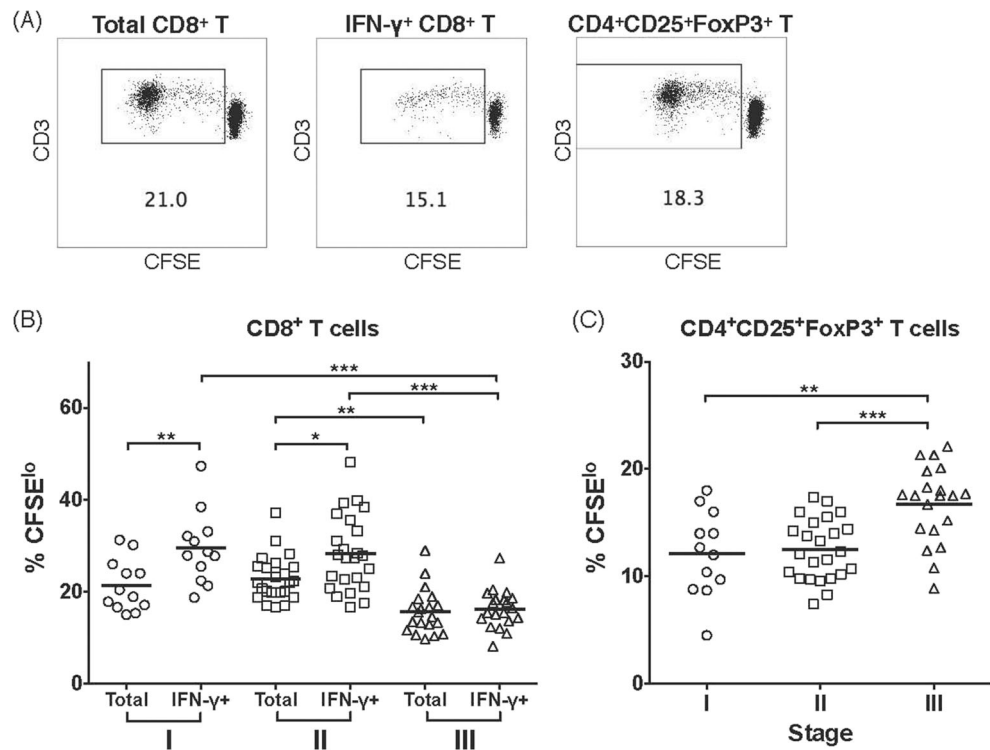 (A)
Total CD8⁺ T
IFN-γ⁺ CD8⁺ T
CD4⁺CD25⁺FoxP3⁺ T
CD3
21.0
CFSE
CD3
15.1
CFSE
CD3
18.3
CFSE
(B)
CD8⁺ T cells
% CFSEˡᵒ
60
40
20
0
***
***
**
**
*
Total
IFN-γ+
Total
IFN-γ+
Total
IFN-γ+
I
II
III
(C)
CD4⁺CD25⁺FoxP3⁺ T cells
% CFSEˡᵒ
30
20
10
0
**
***
I
II
III
Stage